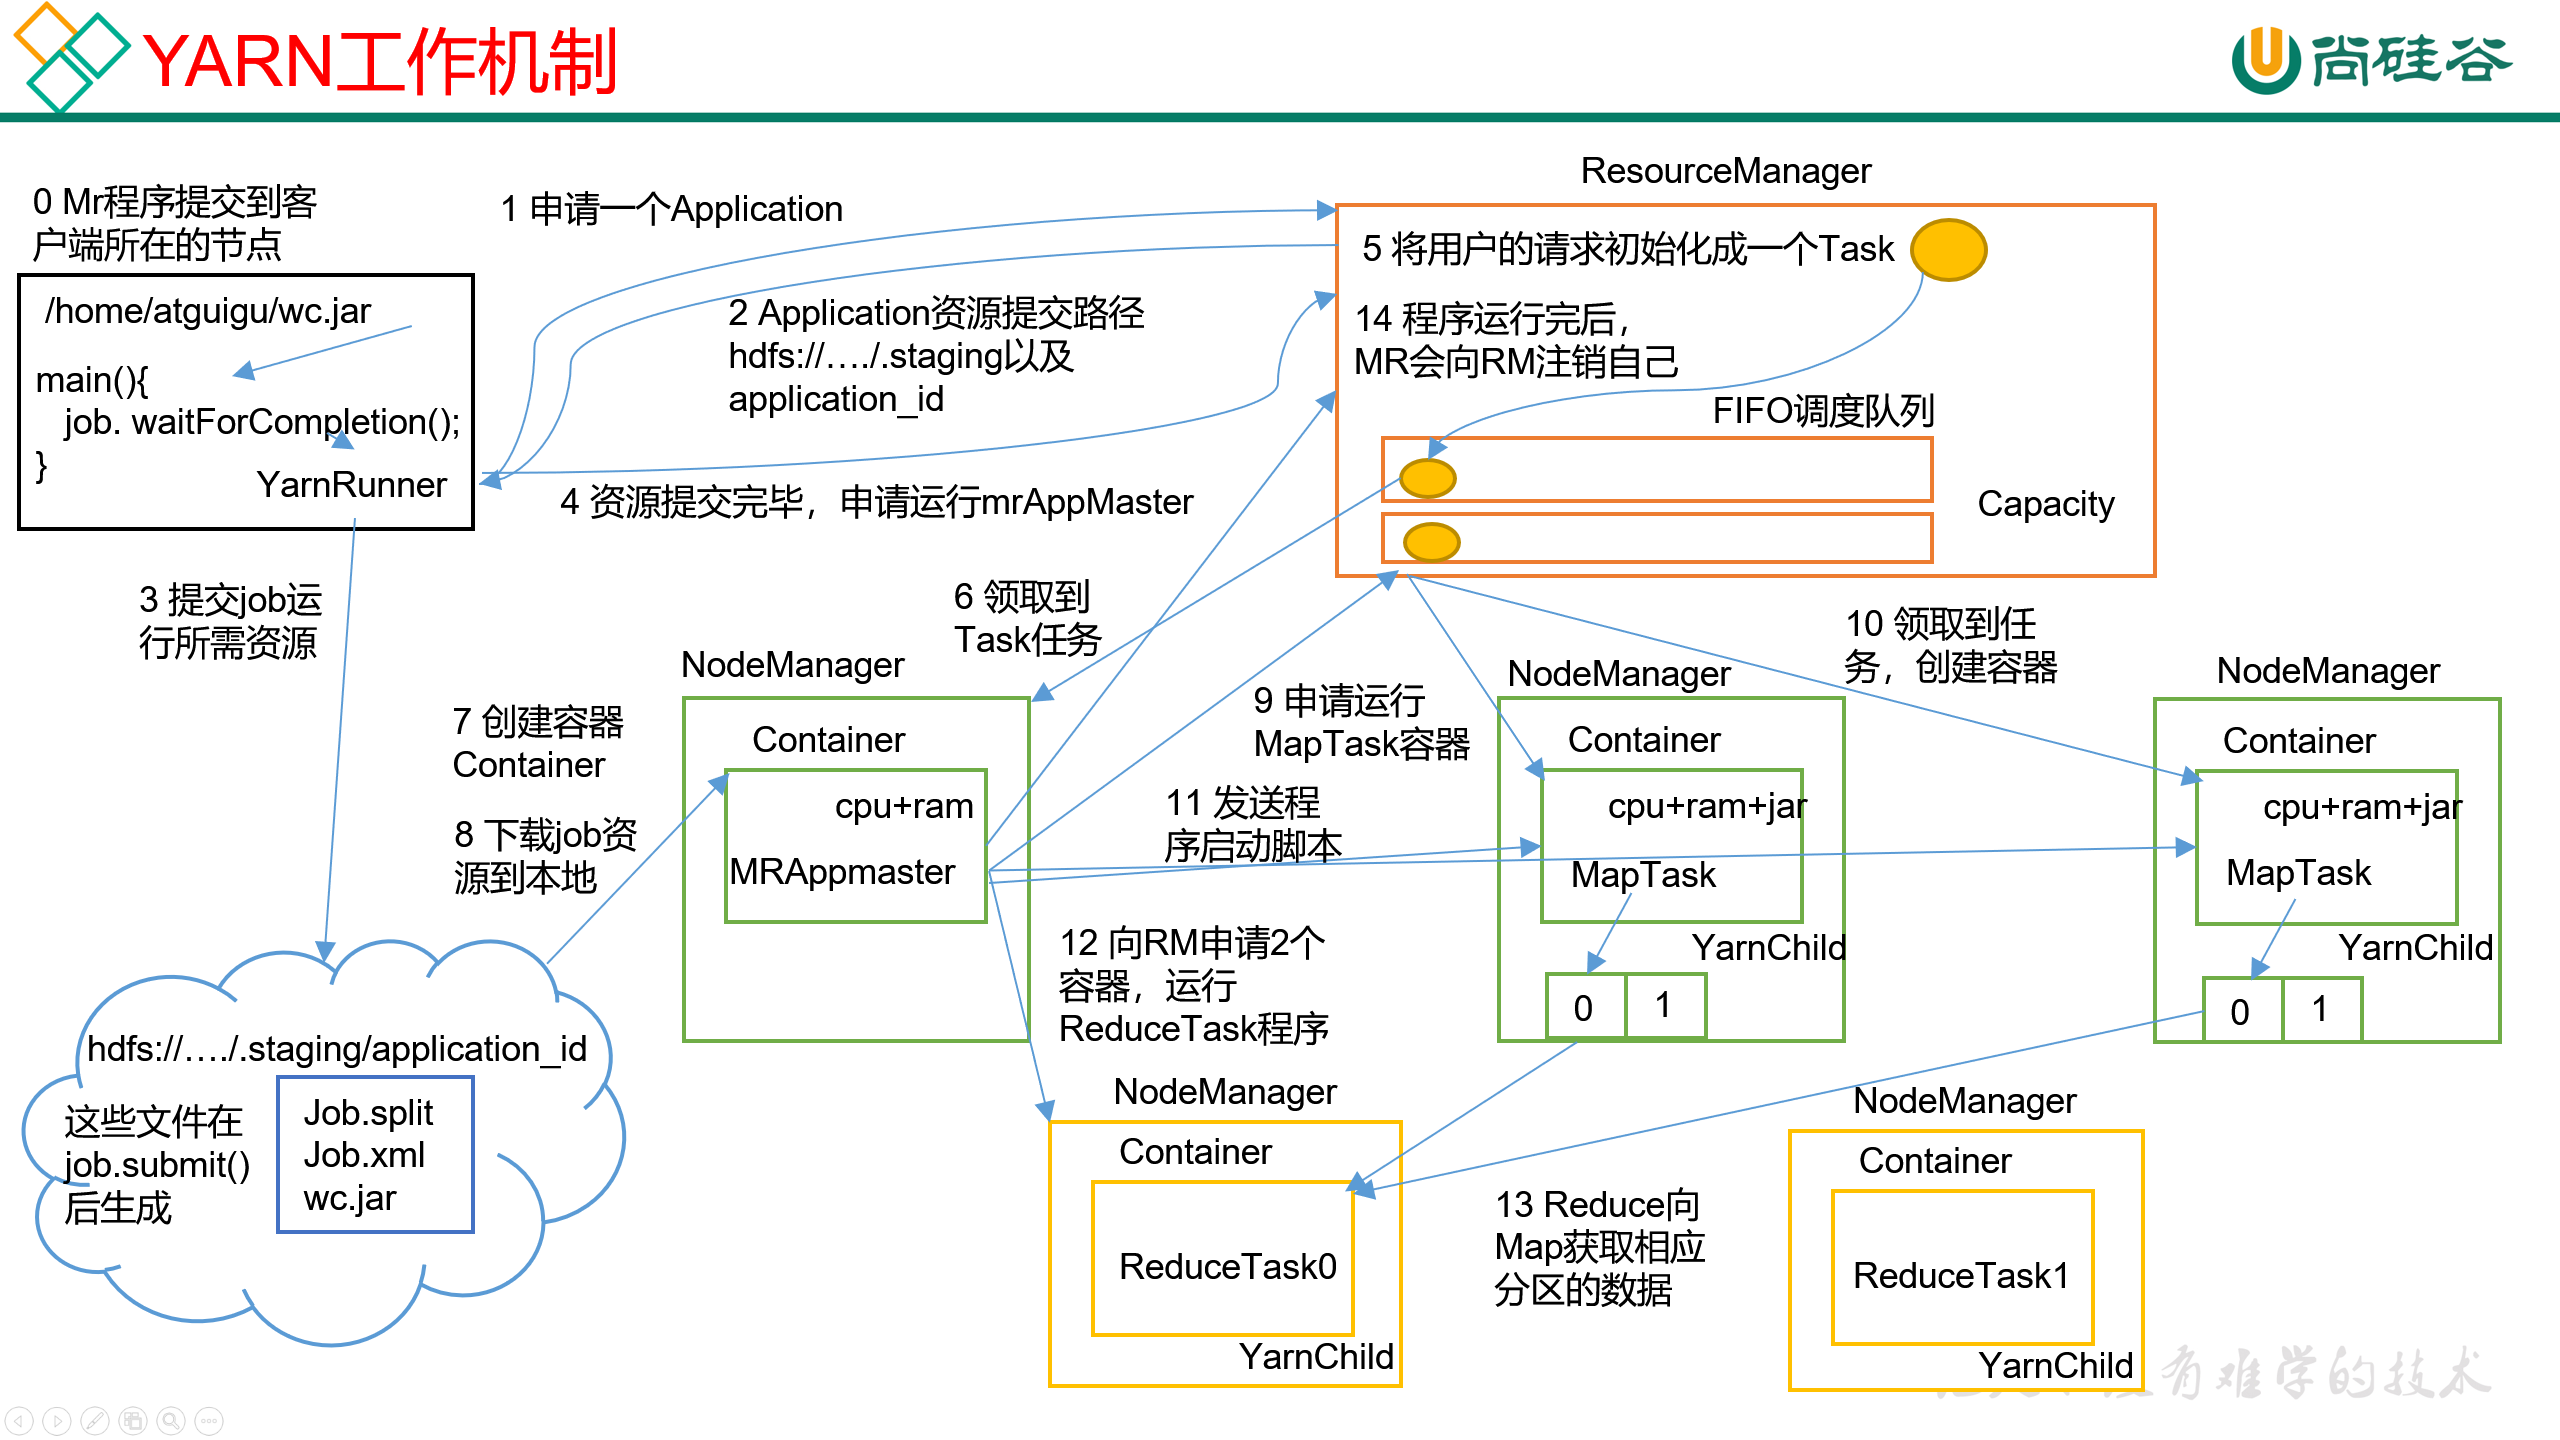 YARN工作机制
尚硅谷
0 Mr程序提交到客
户端所在的节点
/home/atguigu/wc.jar
main(){
job. waitForCompletion();
}
YarnRunner
1 申请一个Application
2 Application资源提交路径
hdfs://…./.staging以及
application_id
3 提交job运
行所需资源
4 资源提交完毕，申请运行mrAppMaster
ResourceManager
5 将用户的请求初始化成一个Task
14 程序运行完后，
MR会向RM注销自己
FIFO调度队列
Capacity
6 领取到
Task任务
7 创建容器
Container
8 下载job资
源到本地
NodeManager
Container
cpu+ram
MRAppmaster
9 申请运行
MapTask容器
10 领取到任
务，创建容器
11 发送程
序启动脚本
NodeManager
Container
cpu+ram+jar
MapTask
YarnChild
0
1
NodeManager
Container
cpu+ram+jar
MapTask
YarnChild
0
1
12 向RM申请2个
容器，运行
ReduceTask程序
hdfs://…./.staging/application_id
这些文件在
job.submit()
后生成
Job.split
Job.xml
wc.jar
NodeManager
Container
ReduceTask0
YarnChild
13 Reduce向
Map获取相应
分区的数据
NodeManager
Container
ReduceTask1
YarnChild
有难学的技术